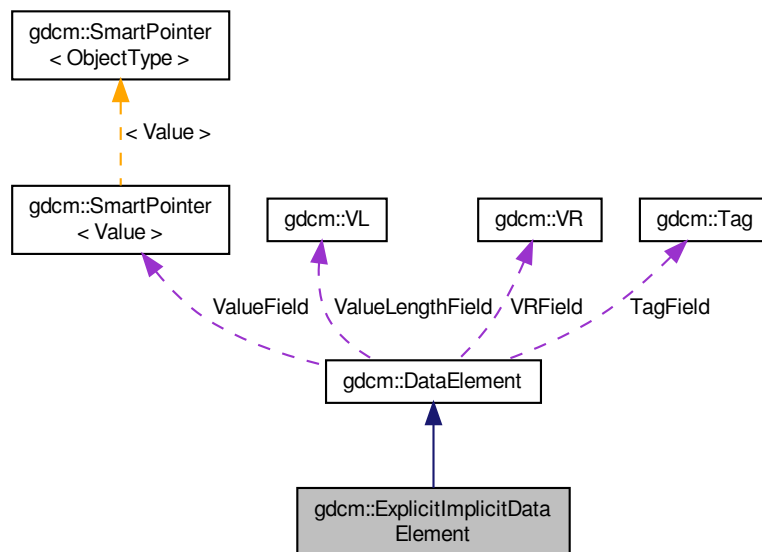 gdcm::SmartPointer
< ObjectType >
< Value >
gdcm::SmartPointer
< Value >
gdcm::VL
gdcm::VR
gdcm::Tag
ValueField
ValueLengthField
VRField
TagField
gdcm::DataElement
gdcm::ExplicitImplicitData
Element